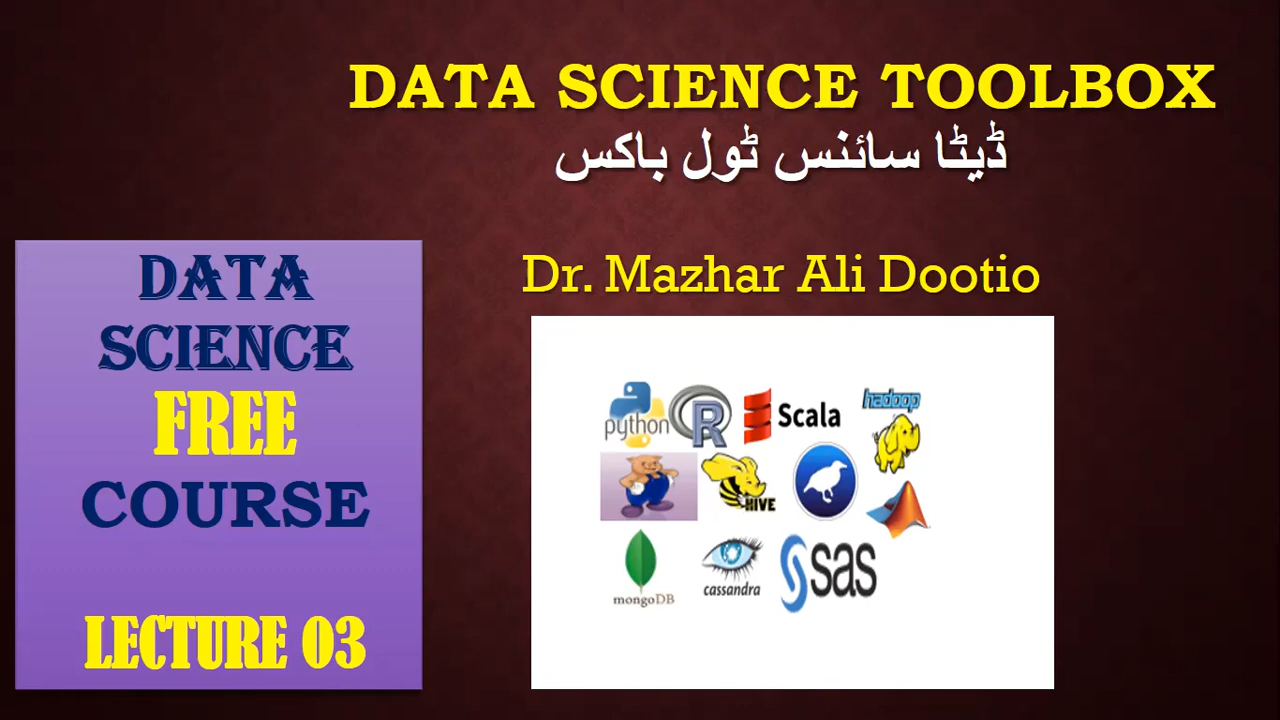 DATA SCIENCE TOOLBOX
ڈیٹا سائنس ٹول باکس
Dr. Mazhar Ali Dootio
DATA
SCIENCE
FREE
COURSE
LECTURE 03
python
R
Scala
hadoop
HIVE
mongoDB
cassandra
sas